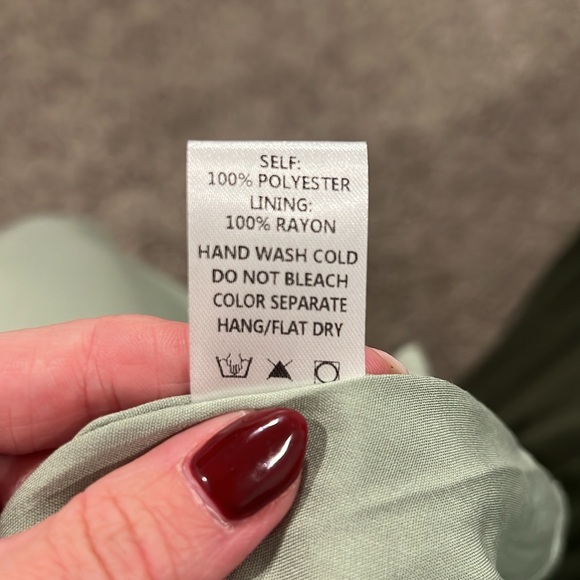 SELF:
100% POLYESTER
LINING:
100% RAYON
HAND WASH COLD
DO NOT BLEACH
COLOR SEPARATE
HANG/FLAT DRY